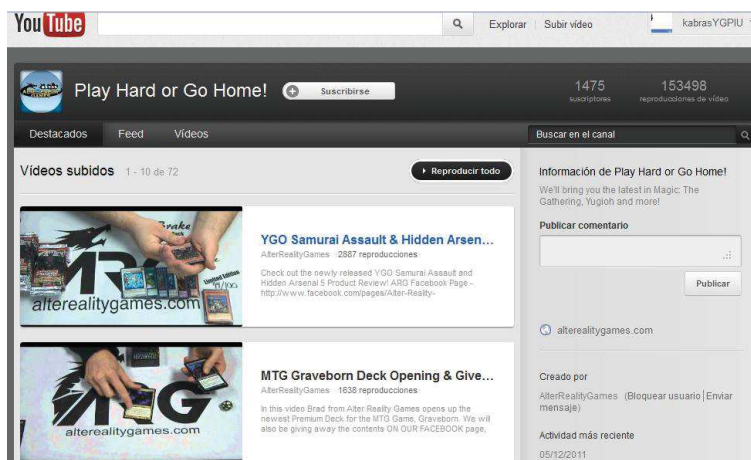 YouTube
Explorar | Subir vídeo
kabrasYGPIU
Play Hard or Go Home!
Suscribirse
1475
suscriptores
153498
reproducciones de vídeo
Destacados Feed Vídeos
Buscar en el canal
Vídeos subidos 1 - 10 de 72
Reproducir todo
YGO Samurai Assault & Hidden Arsen...
AlterRealityGames 2887 reproducciones
Check out the newly released YGO Samurai Assault and
Hidden Arsenal 5 Product Review! ARG Facebook Page -
http://www.facebook.com/pages/Alter-Reality-
Brake
ARG
Limited Edition
alterealitygames.com
MTG Graveborn Deck Opening & Give...
AlterRealityGames 1638 reproducciones
In this video Brad from Alter Reality Games opens up the
newest Premium Deck for the MTG Game, Graveborn. We will
also be giving away the contents ON OUR FACEBOOK page,
alterealitygames.com
Información de Play Hard or Go Home!
We'll bring you the latest in Magic: The
Gathering, Yugioh and more!
Publicar comentario
Publicar
alterealitygames.com
Creado por
AlterRealityGames (Bloquear usuario | Enviar
mensaje)
Actividad más reciente
05/12/2011